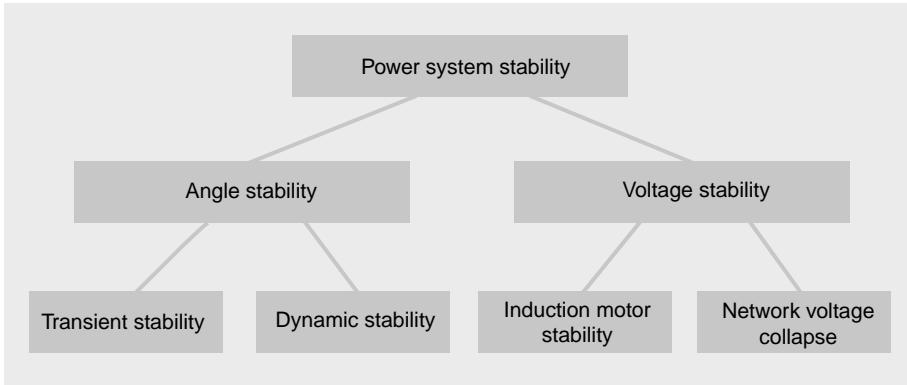 Power system stability
Angle stability
Voltage stability
Transient stability
Dynamic stability
Induction motor
stability
Network voltage
collapse